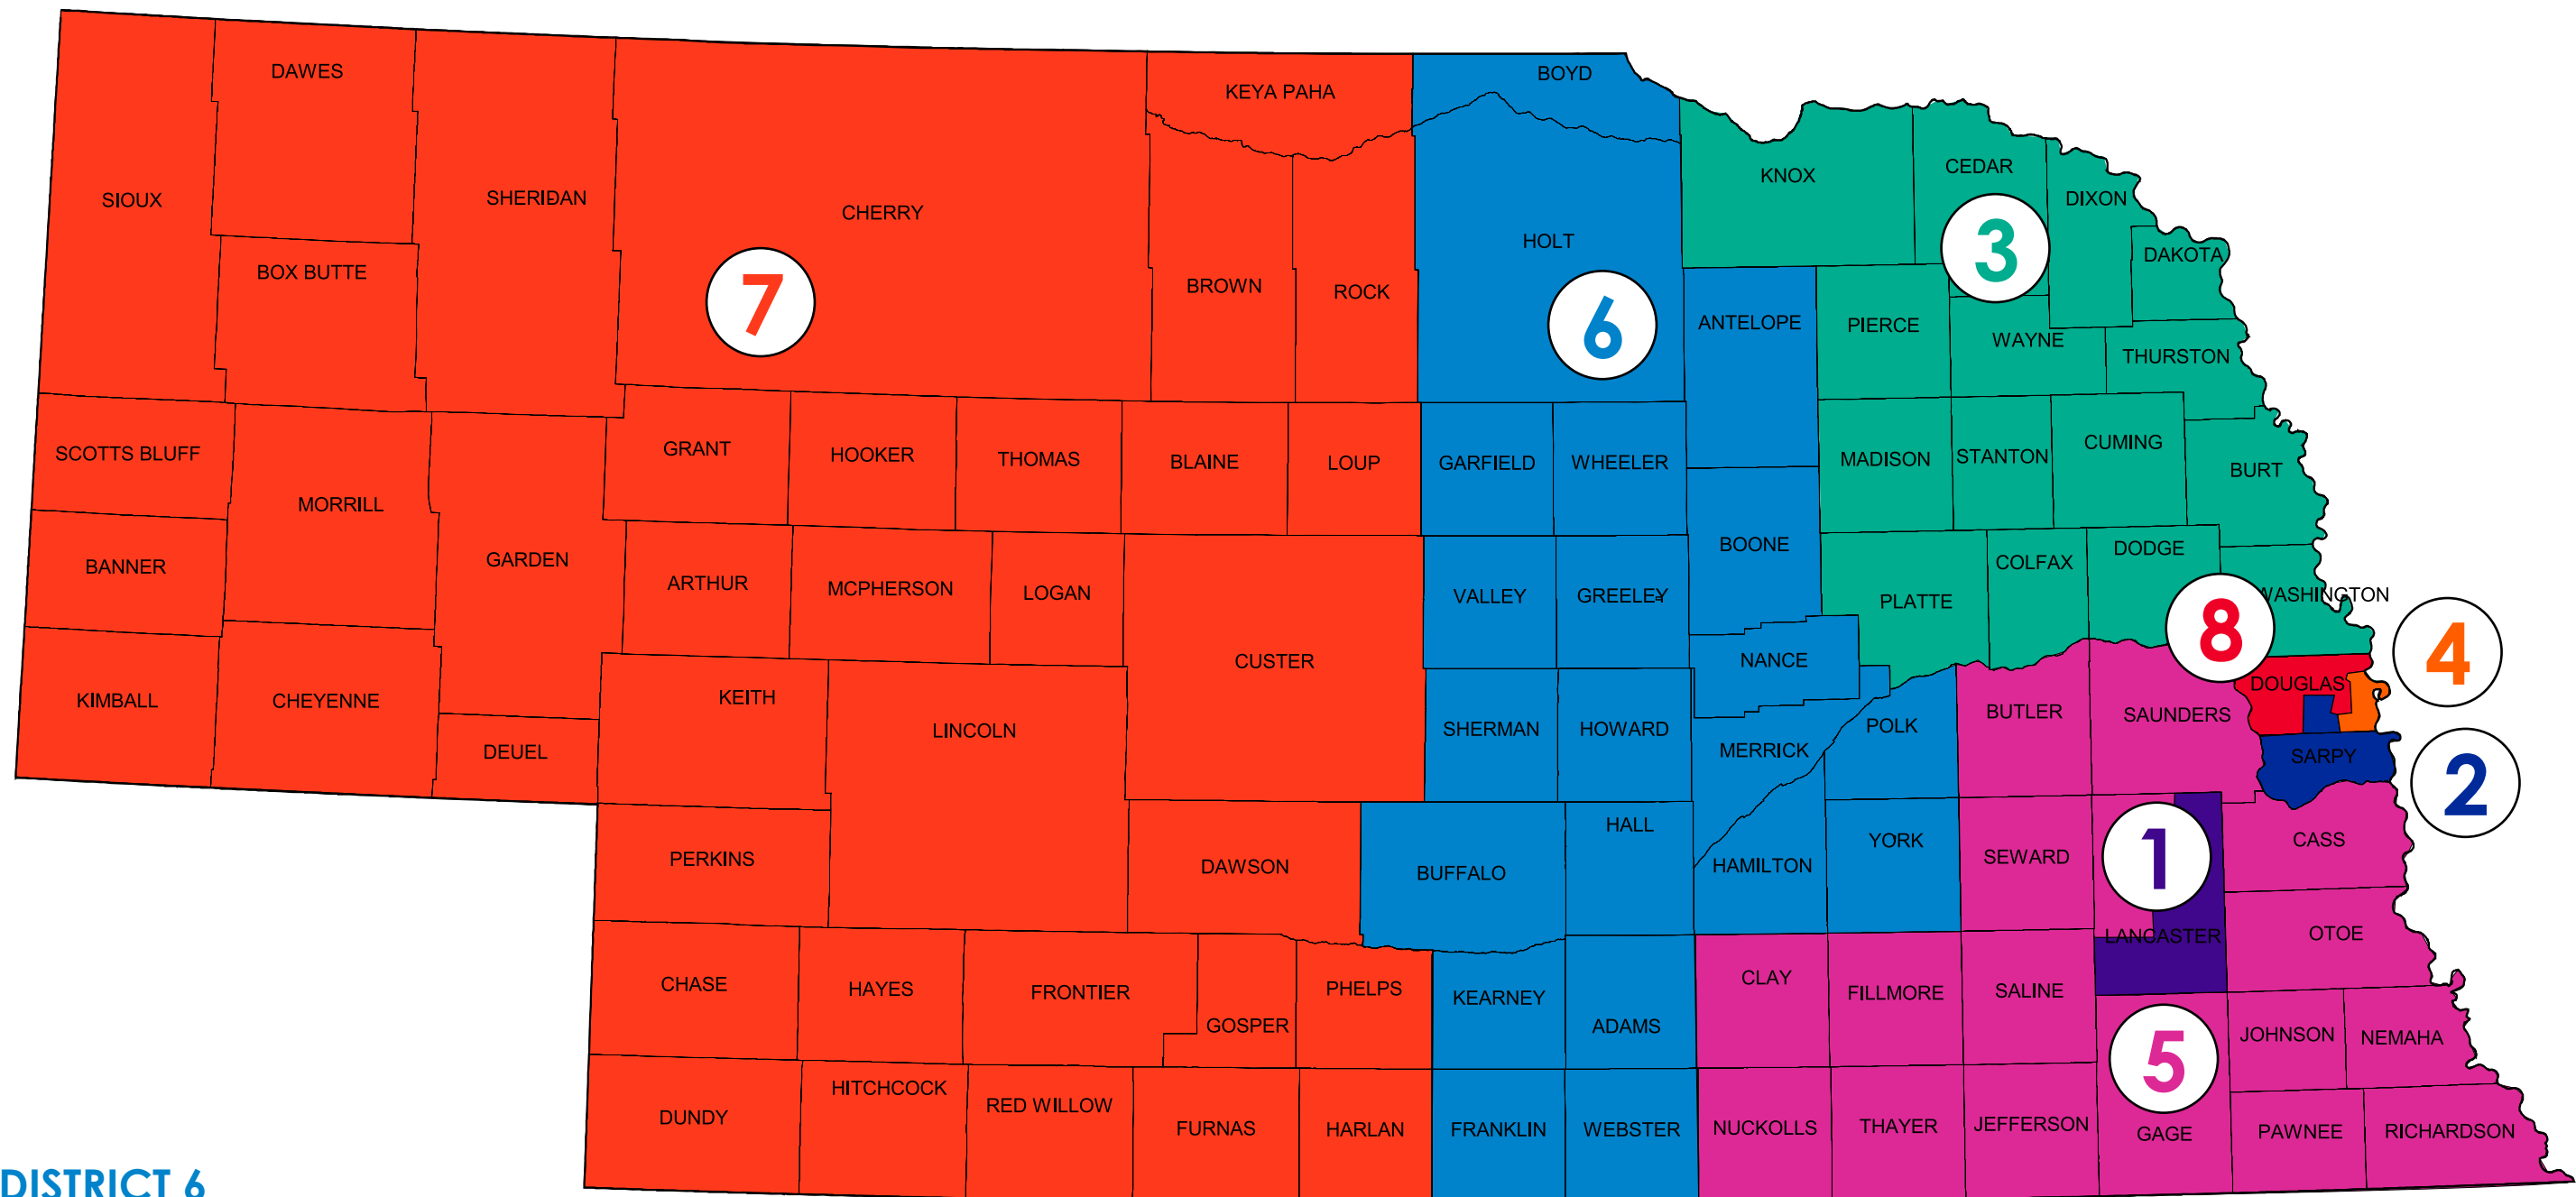 BOYD
DAWES
KEYA PAHA
KNOX
CEDAR
DIXON
SIOUX
SHERIDAN
CHERRY
HOLT
3
DAKOTA
BOX BUTTE
7
BROWN
ROCK
6
ANTELOPE
PIERCE
WAYNE
THURSTON
SCOTTS BLUFF
GRANT
HOOKER
THOMAS
BLAINE
LOUP
GARFIELD
WHEELER
MADISON
STANTON
CUMING
BURT
MORRILL
BANNER
GARDEN
ARTHUR
MCPHERSON
LOGAN
VALLEY
GREELEY
BOONE
PLATTE
COLFAX
DODGE
WASHINGTON
8
4
KIMBALL
CHEYENNE
KEITH
CUSTER
NANCE
DOUGLAS
DEUEL
LINCOLN
SHERMAN
HOWARD
MERRICK
POLK
BUTLER
SAUNDERS
SARPY
2
PERKINS
DAWSON
BUFFALO
HALL
HAMILTON
YORK
SEWARD
1
CASS
LANCASTER
OTOE
CHASE
HAYES
FRONTIER
GOSPER
PHELPS
KEARNEY
ADAMS
CLAY
FILLMORE
SALINE
5
JOHNSON
NEMAHA
DUNDY
HITCHCOCK
RED WILLOW
FURNAS
HARLAN
FRANKLIN
WEBSTER
NUCKOLLS
THAYER
JEFFERSON
GAGE
PAWNEE
RICHARDSON
DISTRICT 6